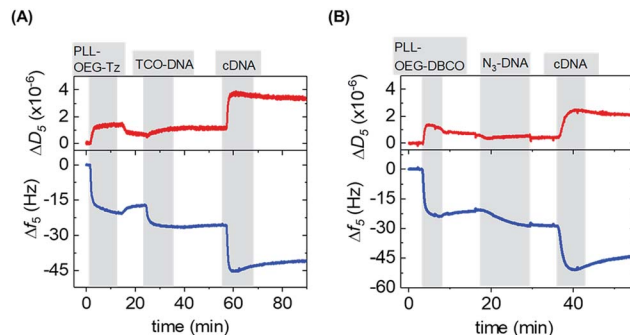 (A)
PLL-
OEG-Tz
TCO-DNA
cDNA
ΔD5 (x10-6)
4
2
0
Δf5 (Hz)
0
-15
-30
-45
0 20 40 60 80
time (min)
(B)
PLL-
OEG-DBCO
N3-DNA
cDNA
ΔD5 (x10-6)
4
2
0
Δf5 (Hz)
0
-15
-30
-45
-60
0 20 40
time (min)